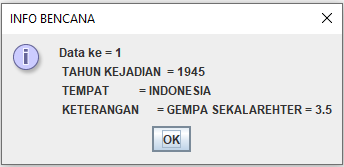 INFO BENCANA
Data ke = 1
TAHUN KEJADIAN = 1945
TEMPAT = INDONESIA
KETERANGAN = GEMPA SEKALAREHTER = 3.5
OK